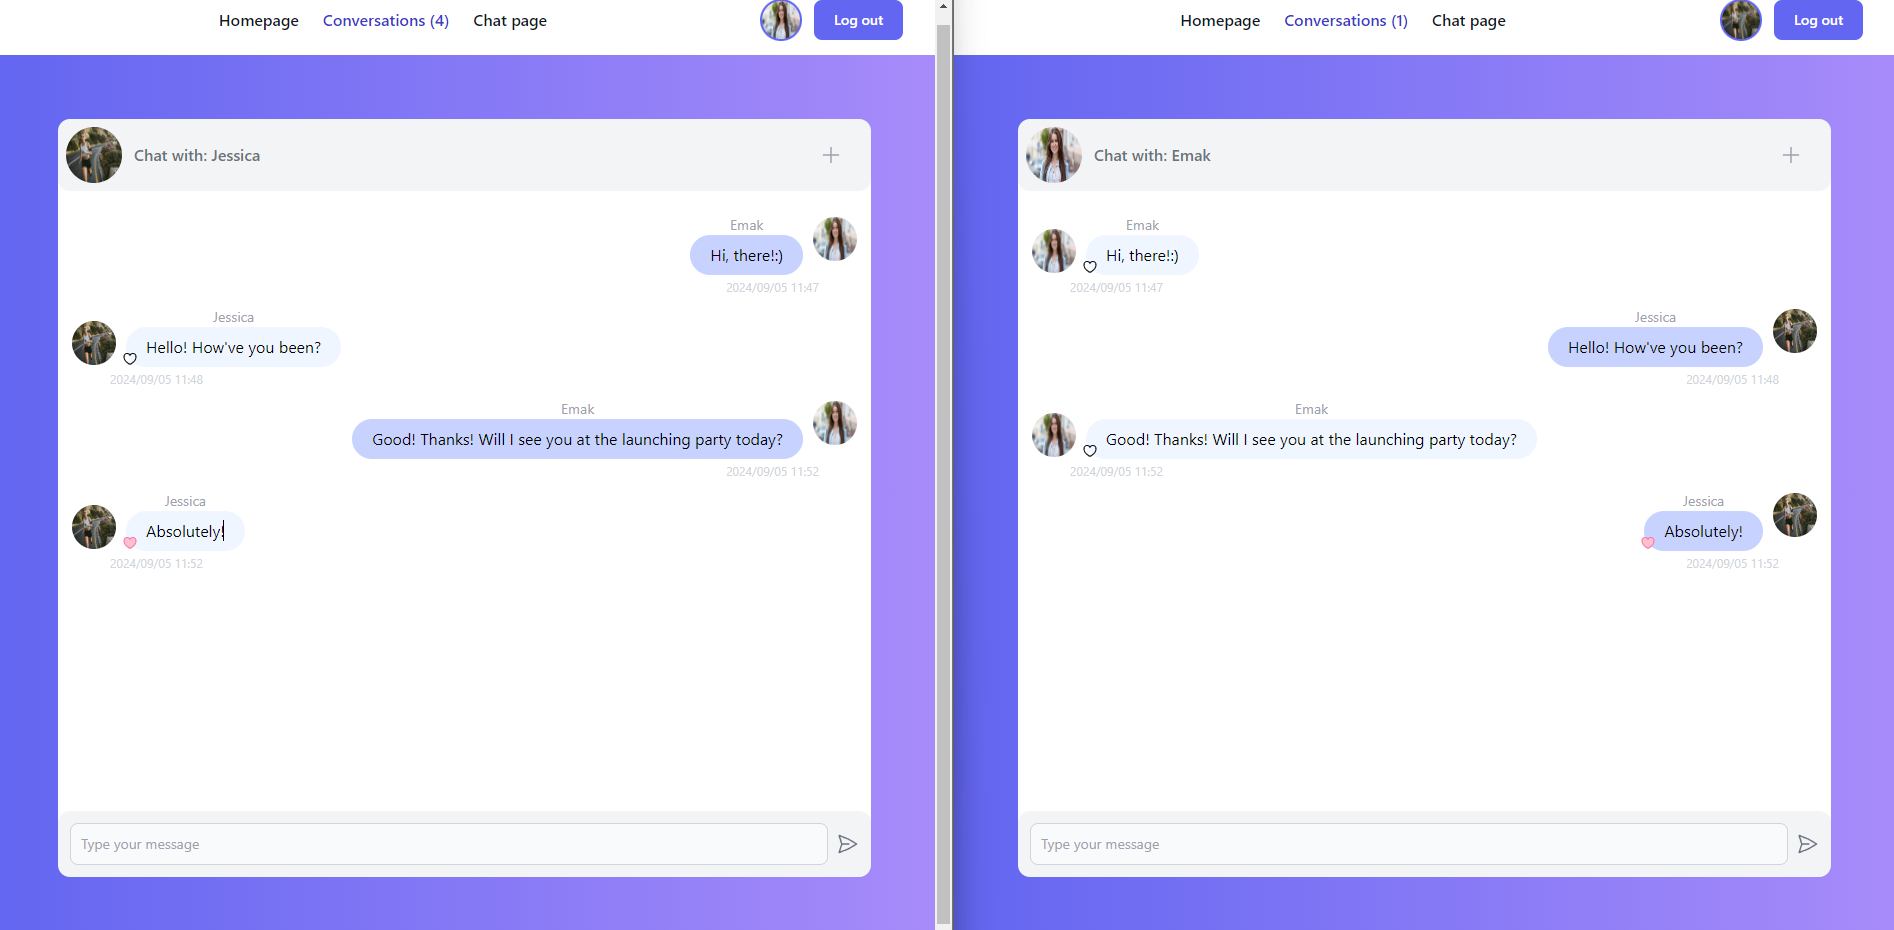 Homepage Conversations (4) Chat page Log out
Chat with: Jessica
Emak
Hi, there!:)
2024/09/05 11:47
Jessica
Hello! How've you been?
2024/09/05 11:48
Emak
Good! Thanks! Will I see you at the launching party today?
2024/09/05 11:52
Jessica
Absolutely!
2024/09/05 11:52
Type your message
Homepage Conversations (1) Chat page Log out
Chat with: Emak
Emak
Hi, there!:)
2024/09/05 11:47
Jessica
Hello! How've you been?
2024/09/05 11:48
Emak
Good! Thanks! Will I see you at the launching party today?
2024/09/05 11:52
Jessica
Absolutely!
2024/09/05 11:52
Type your message